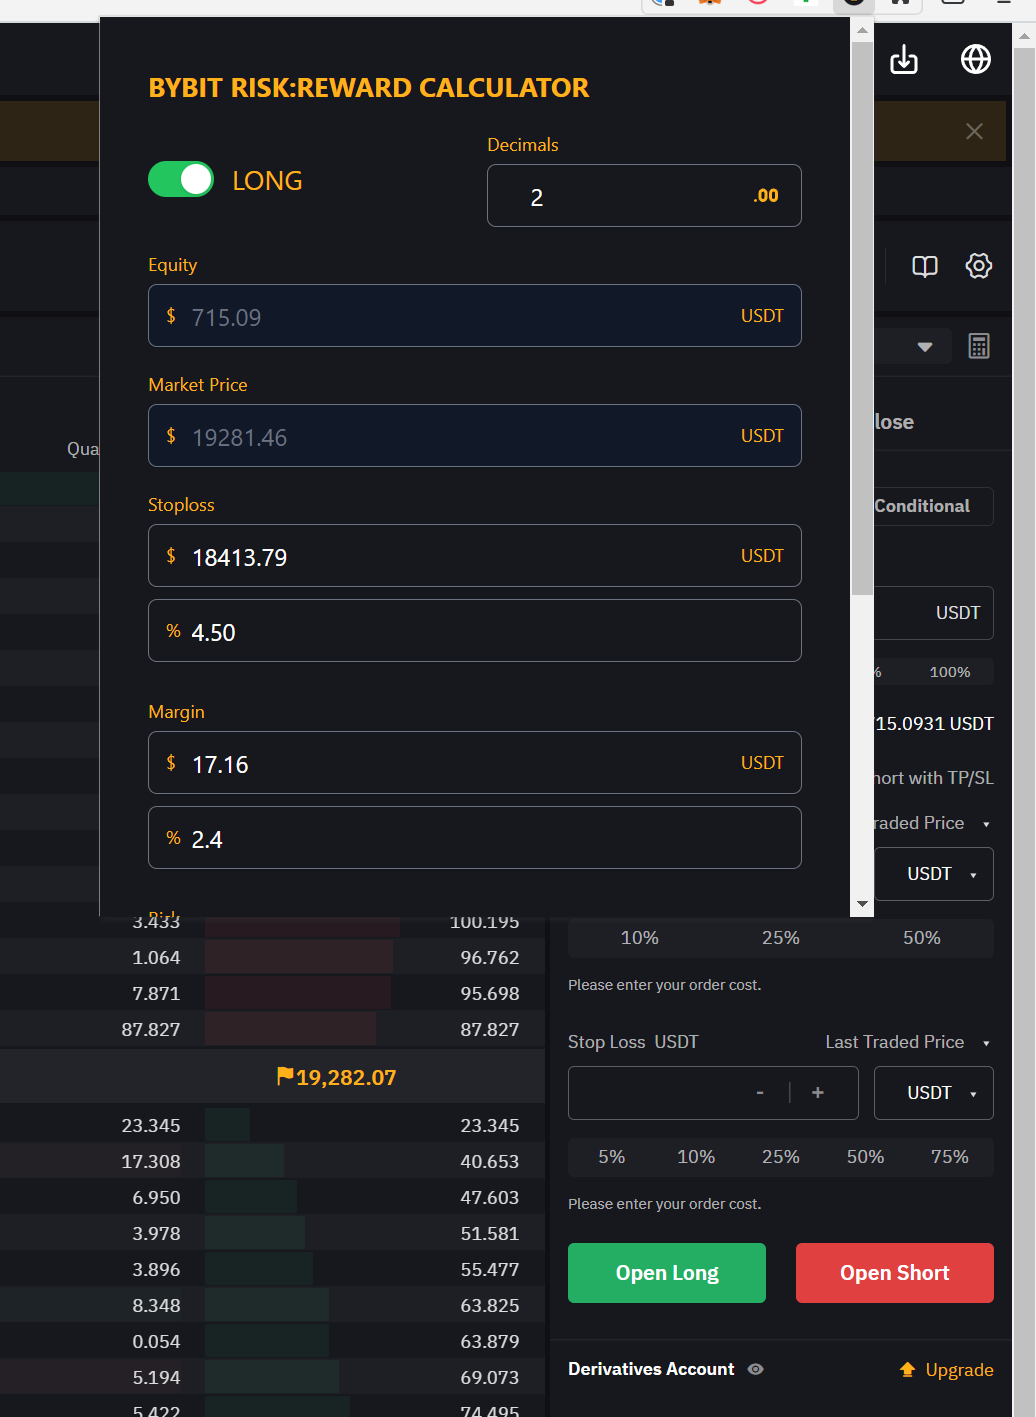 BYBIT RISK:REWARD CALCULATOR
LONG
Decimals
2 .00
Equity
$ 715.09 USDT
Market Price
$ 19281.46 USDT
Stoploss
$ 18413.79 USDT
% 4.50
Margin
$ 17.16 USDT
% 2.4
Risk
Qua
lose
Conditional
USDT
% 100%
15.0931 USDT
hort with TP/SL
raded Price
USDT
3.433 100.195
1.064 96.762
7.871 95.698
87.827 87.827
19,282.07
23.345 23.345
17.308 40.653
6.950 47.603
3.978 51.581
3.896 55.477
8.348 63.825
0.054 63.879
5.194 69.073
5.422 74.495
10% 25% 50%
Please enter your order cost.
Stop Loss USDT Last Traded Price
- + USDT
5% 10% 25% 50% 75%
Please enter your order cost.
Open Long Open Short
Derivatives Account Upgrade